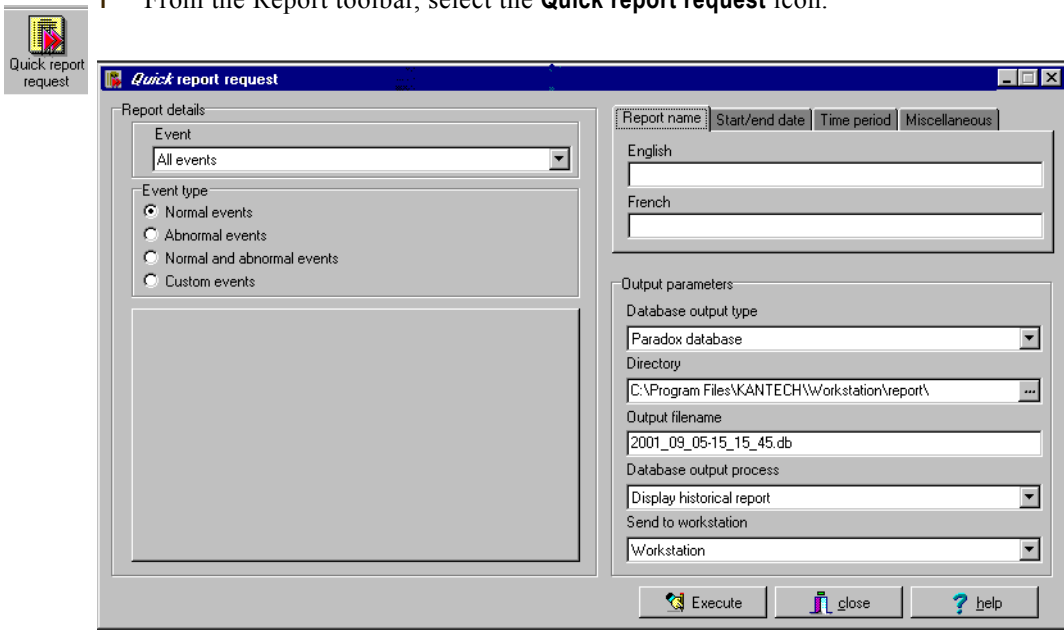 From the Report toolbar, select the Quick report request icon.
Quick report
request
Quick report request
Report details
Event
All events
Event type
Normal events
Abnormal events
Normal and abnormal events
Custom events
Report name
Start/end date
Time period
Miscellaneous
English
French
Output parameters
Database output type
Paradox database
Directory
C:\Program Files\KANTECH\Workstation\report\
...
Output filename
2001_09_05-15_15_45.db
Database output process
Display historical report
Send to workstation
Workstation
Execute
close
help